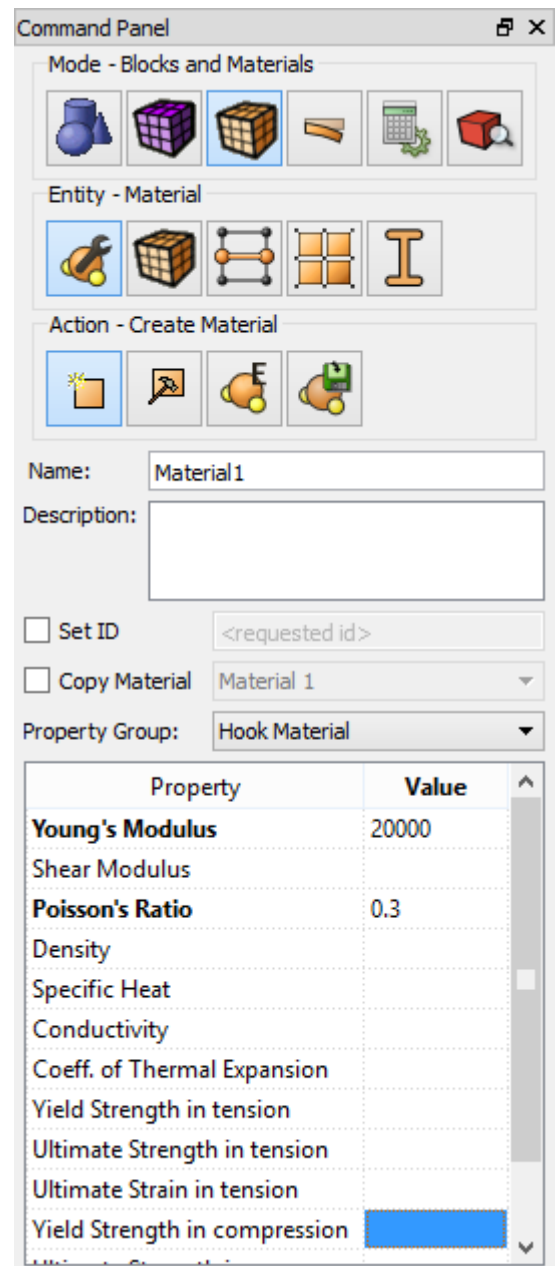 Command Panel
Mode - Blocks and Materials
Entity - Material
Action - Create Material
E
Name: Material1
Description:
Set ID <requested id>
Copy Material Material 1
Property Group: Hook Material
Property Value
Young's Modulus 20000
Shear Modulus
Poisson's Ratio 0.3
Density
Specific Heat
Conductivity
Coeff. of Thermal Expansion
Yield Strength in tension
Ultimate Strength in tension
Ultimate Strain in tension
Yield Strength in compression